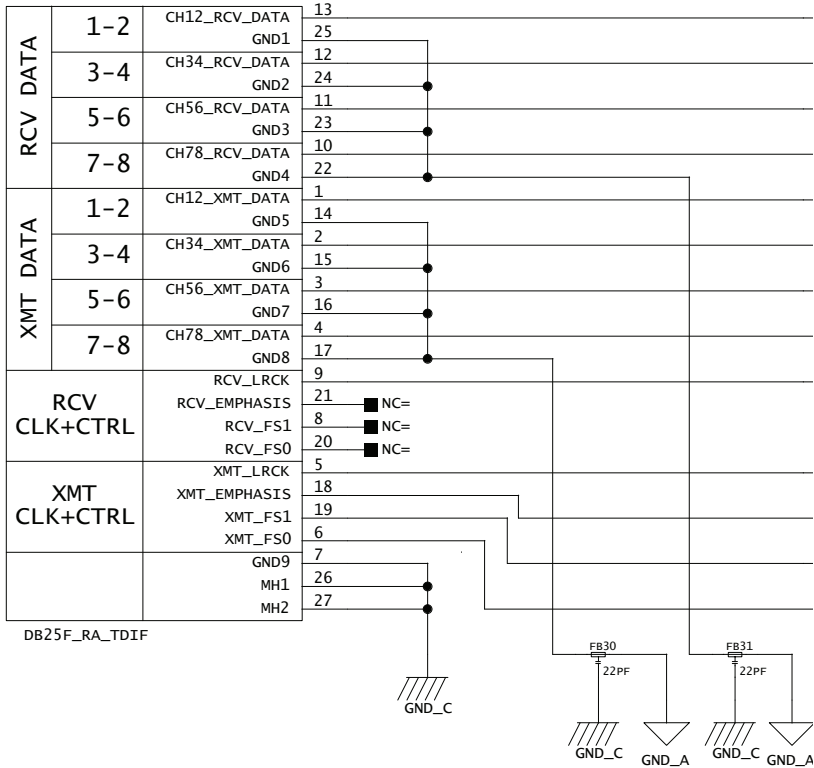 RCV DATA
1-2
CH12_RCV_DATA 13
GND1 25
3-4
CH34_RCV_DATA 12
GND2 24
5-6
CH56_RCV_DATA 11
GND3 23
7-8
CH78_RCV_DATA 10
GND4 22
XMT DATA
1-2
CH12_XMT_DATA 1
GND5 14
3-4
CH34_XMT_DATA 2
GND6 15
5-6
CH56_XMT_DATA 3
GND7 16
7-8
CH78_XMT_DATA 4
GND8 17
RCV
CLK+CTRL
RCV_LRCK 9
RCV_EMPHASIS 21 NC=
RCV_FS1 8 NC=
RCV_FS0 20 NC=
XMT
CLK+CTRL
XMT_LRCK 5
XMT_EMPHASIS 18
XMT_FS1 19
XMT_FS0 6
GND9 7
MH1 26
MH2 27
DB25F_RA_TDIF
FB30 FB31
22PF 22PF
GND_C
GND_C GND_A GND_C GND_A